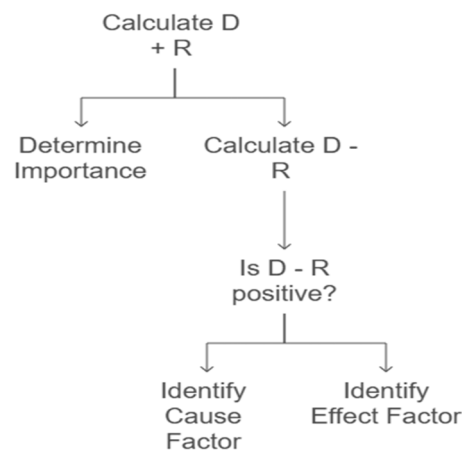 Calculate D
+ R
Determine
Importance
Calculate D -
R
Is D - R
positive?
Identify
Cause
Factor
Identify
Effect Factor